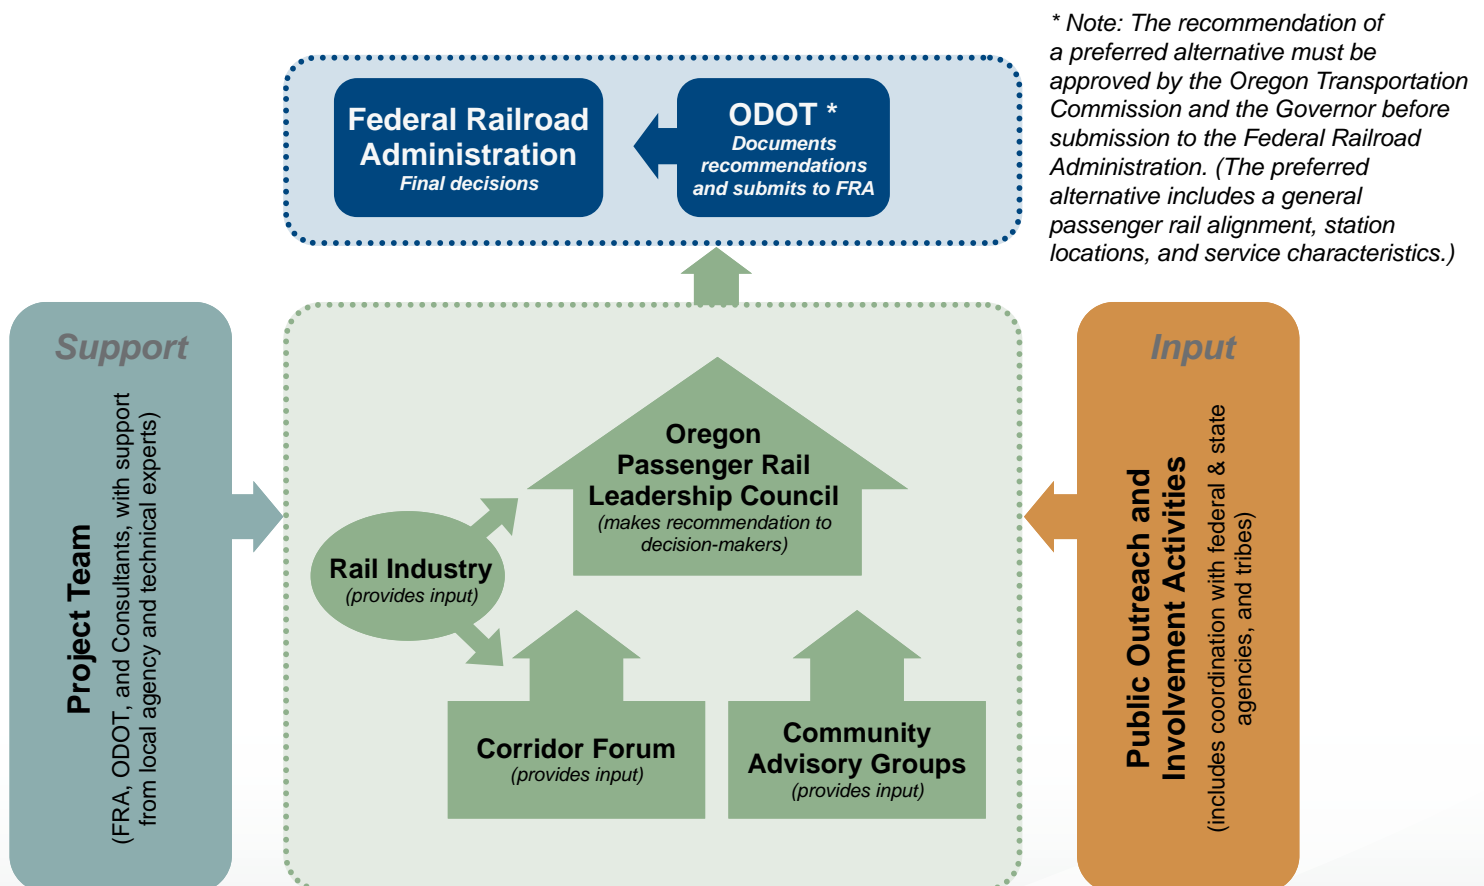 * Note: The recommendation of
a preferred alternative must be
approved by the Oregon Transportation
Commission and the Governor before
submission to the Federal Railroad
Administration. (The preferred
alternative includes a general
passenger rail alignment, station
locations, and service characteristics.)
Federal Railroad
Administration
Final decisions
ODOT *
Documents
recommendations
and submits to FRA
Support
Project Team
(FRA, ODOT, and Consultants, with support
from local agency and technical experts)
Oregon
Passenger Rail
Leadership Council
(makes recommendation to
decision-makers)
Rail Industry
(provides input)
Corridor Forum
(provides input)
Community
Advisory Groups
(provides input)
Input
Public Outreach and
Involvement Activities
(includes coordination with federal & state
agencies, and tribes)